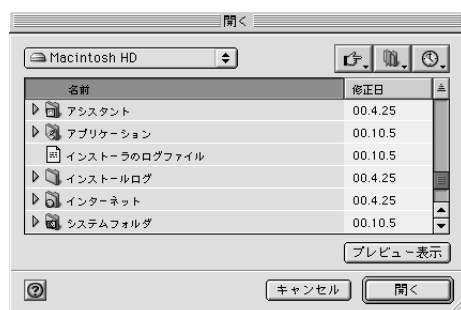 開く
Macintosh HD
名前 修正日
アシスタント 00.4.25
アプリケーション 00.10.5
インストーラのログファイル 00.10.5
インストールログ 00.4.25
インターネット 00.4.25
システムフォルダ 00.10.5
プレビュー表示
キャンセル 開く